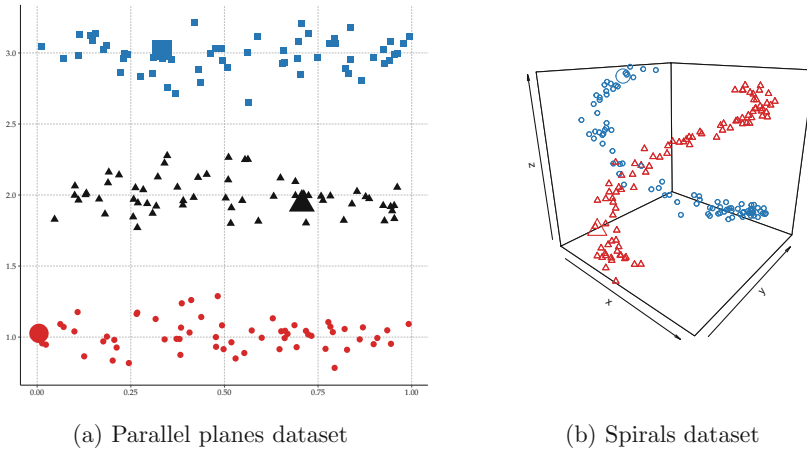 3.0
2.5
2.0
1.5
1.0
0.00 0.25 0.50 0.75 1.00
z
x
y
(a) Parallel planes dataset
(b) Spirals dataset